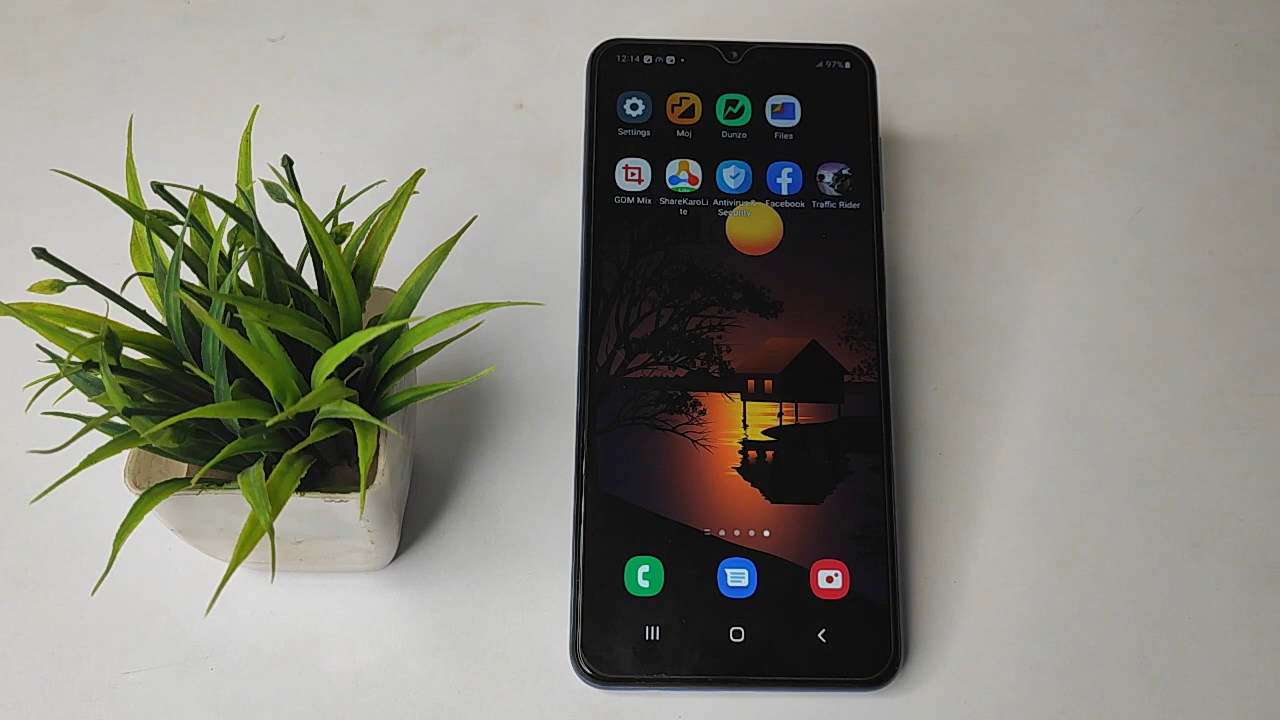 12:14
97%
Settings Moj Dunzo Files
GOM Mix ShareKaroLi Antivirus & Facebook Traffic Rider
te Security